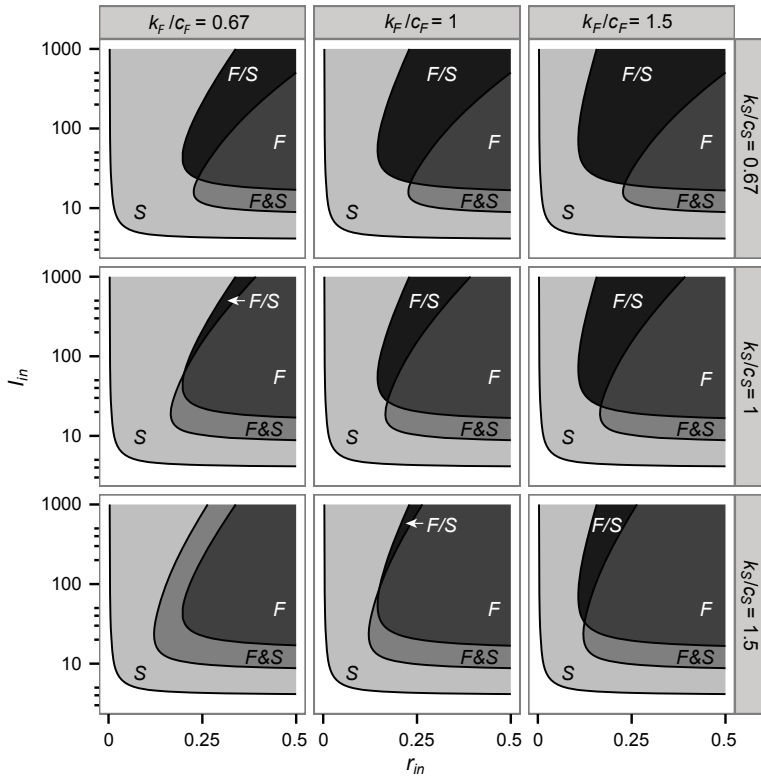 k_F/c_F = 0.67
k_F/c_F = 1
k_F/c_F = 1.5
1000
100
10
F/S
F
F&S
S
F/S
F
F&S
S
F/S
F
F&S
S
k_S/c_S = 0.67
I_in
1000
100
10
F/S
F
F&S
S
F/S
F
F&S
S
F/S
F
F&S
S
k_S/c_S = 1
1000
100
10
F
F&S
S
F/S
F
F&S
S
F/S
F
F&S
S
k_S/c_S = 1.5
0 0.25 0.5
0 0.25 0.5
0 0.25 0.5
r_in